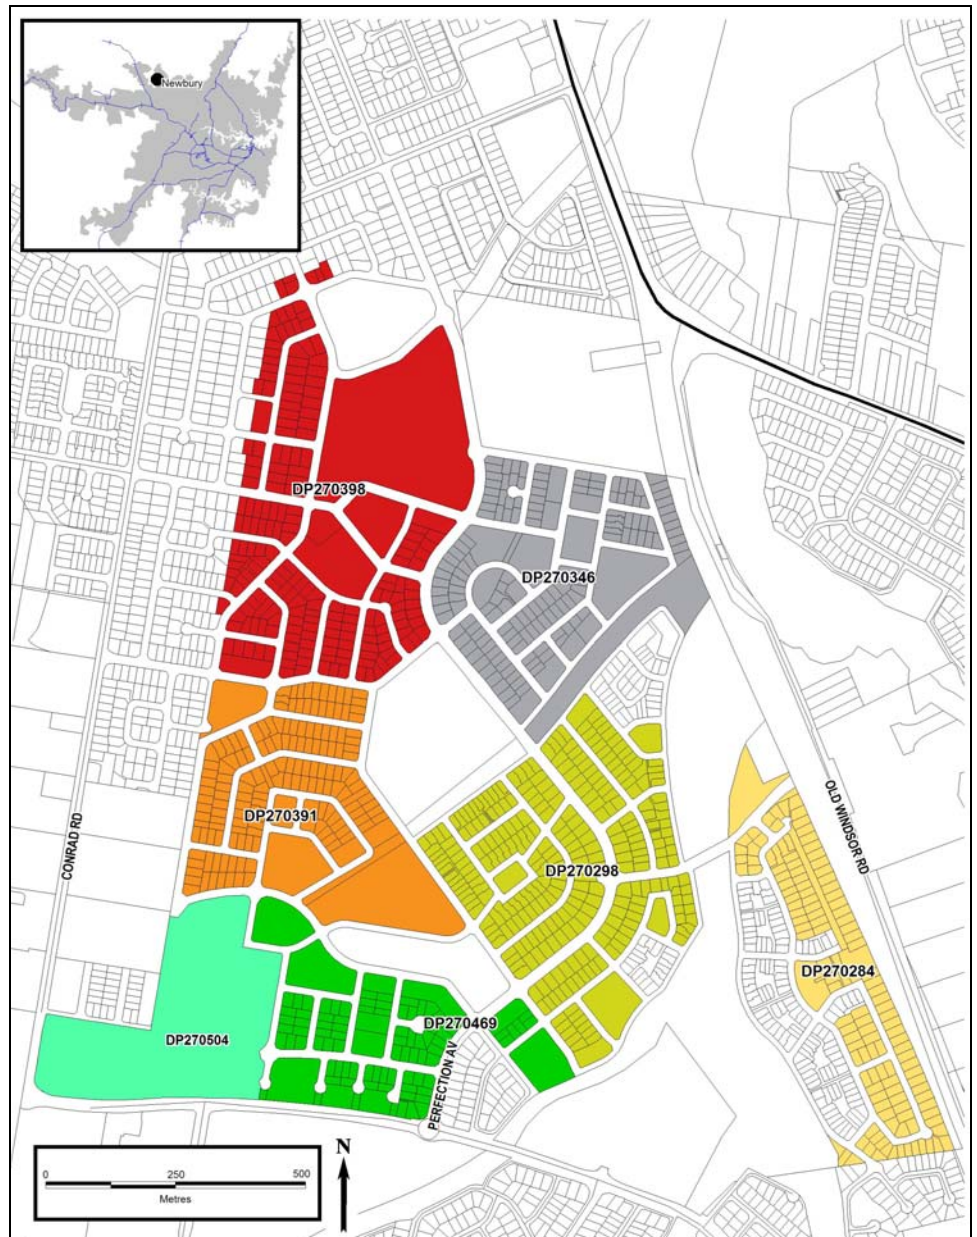 Newbury
DP270398
DP270346
DP270391
DP270298
CONRAD RD
OLD WINDSOR RD
DP270284
DP270469
DP270504
PERFECTION AV
N
0 250 500
Metres